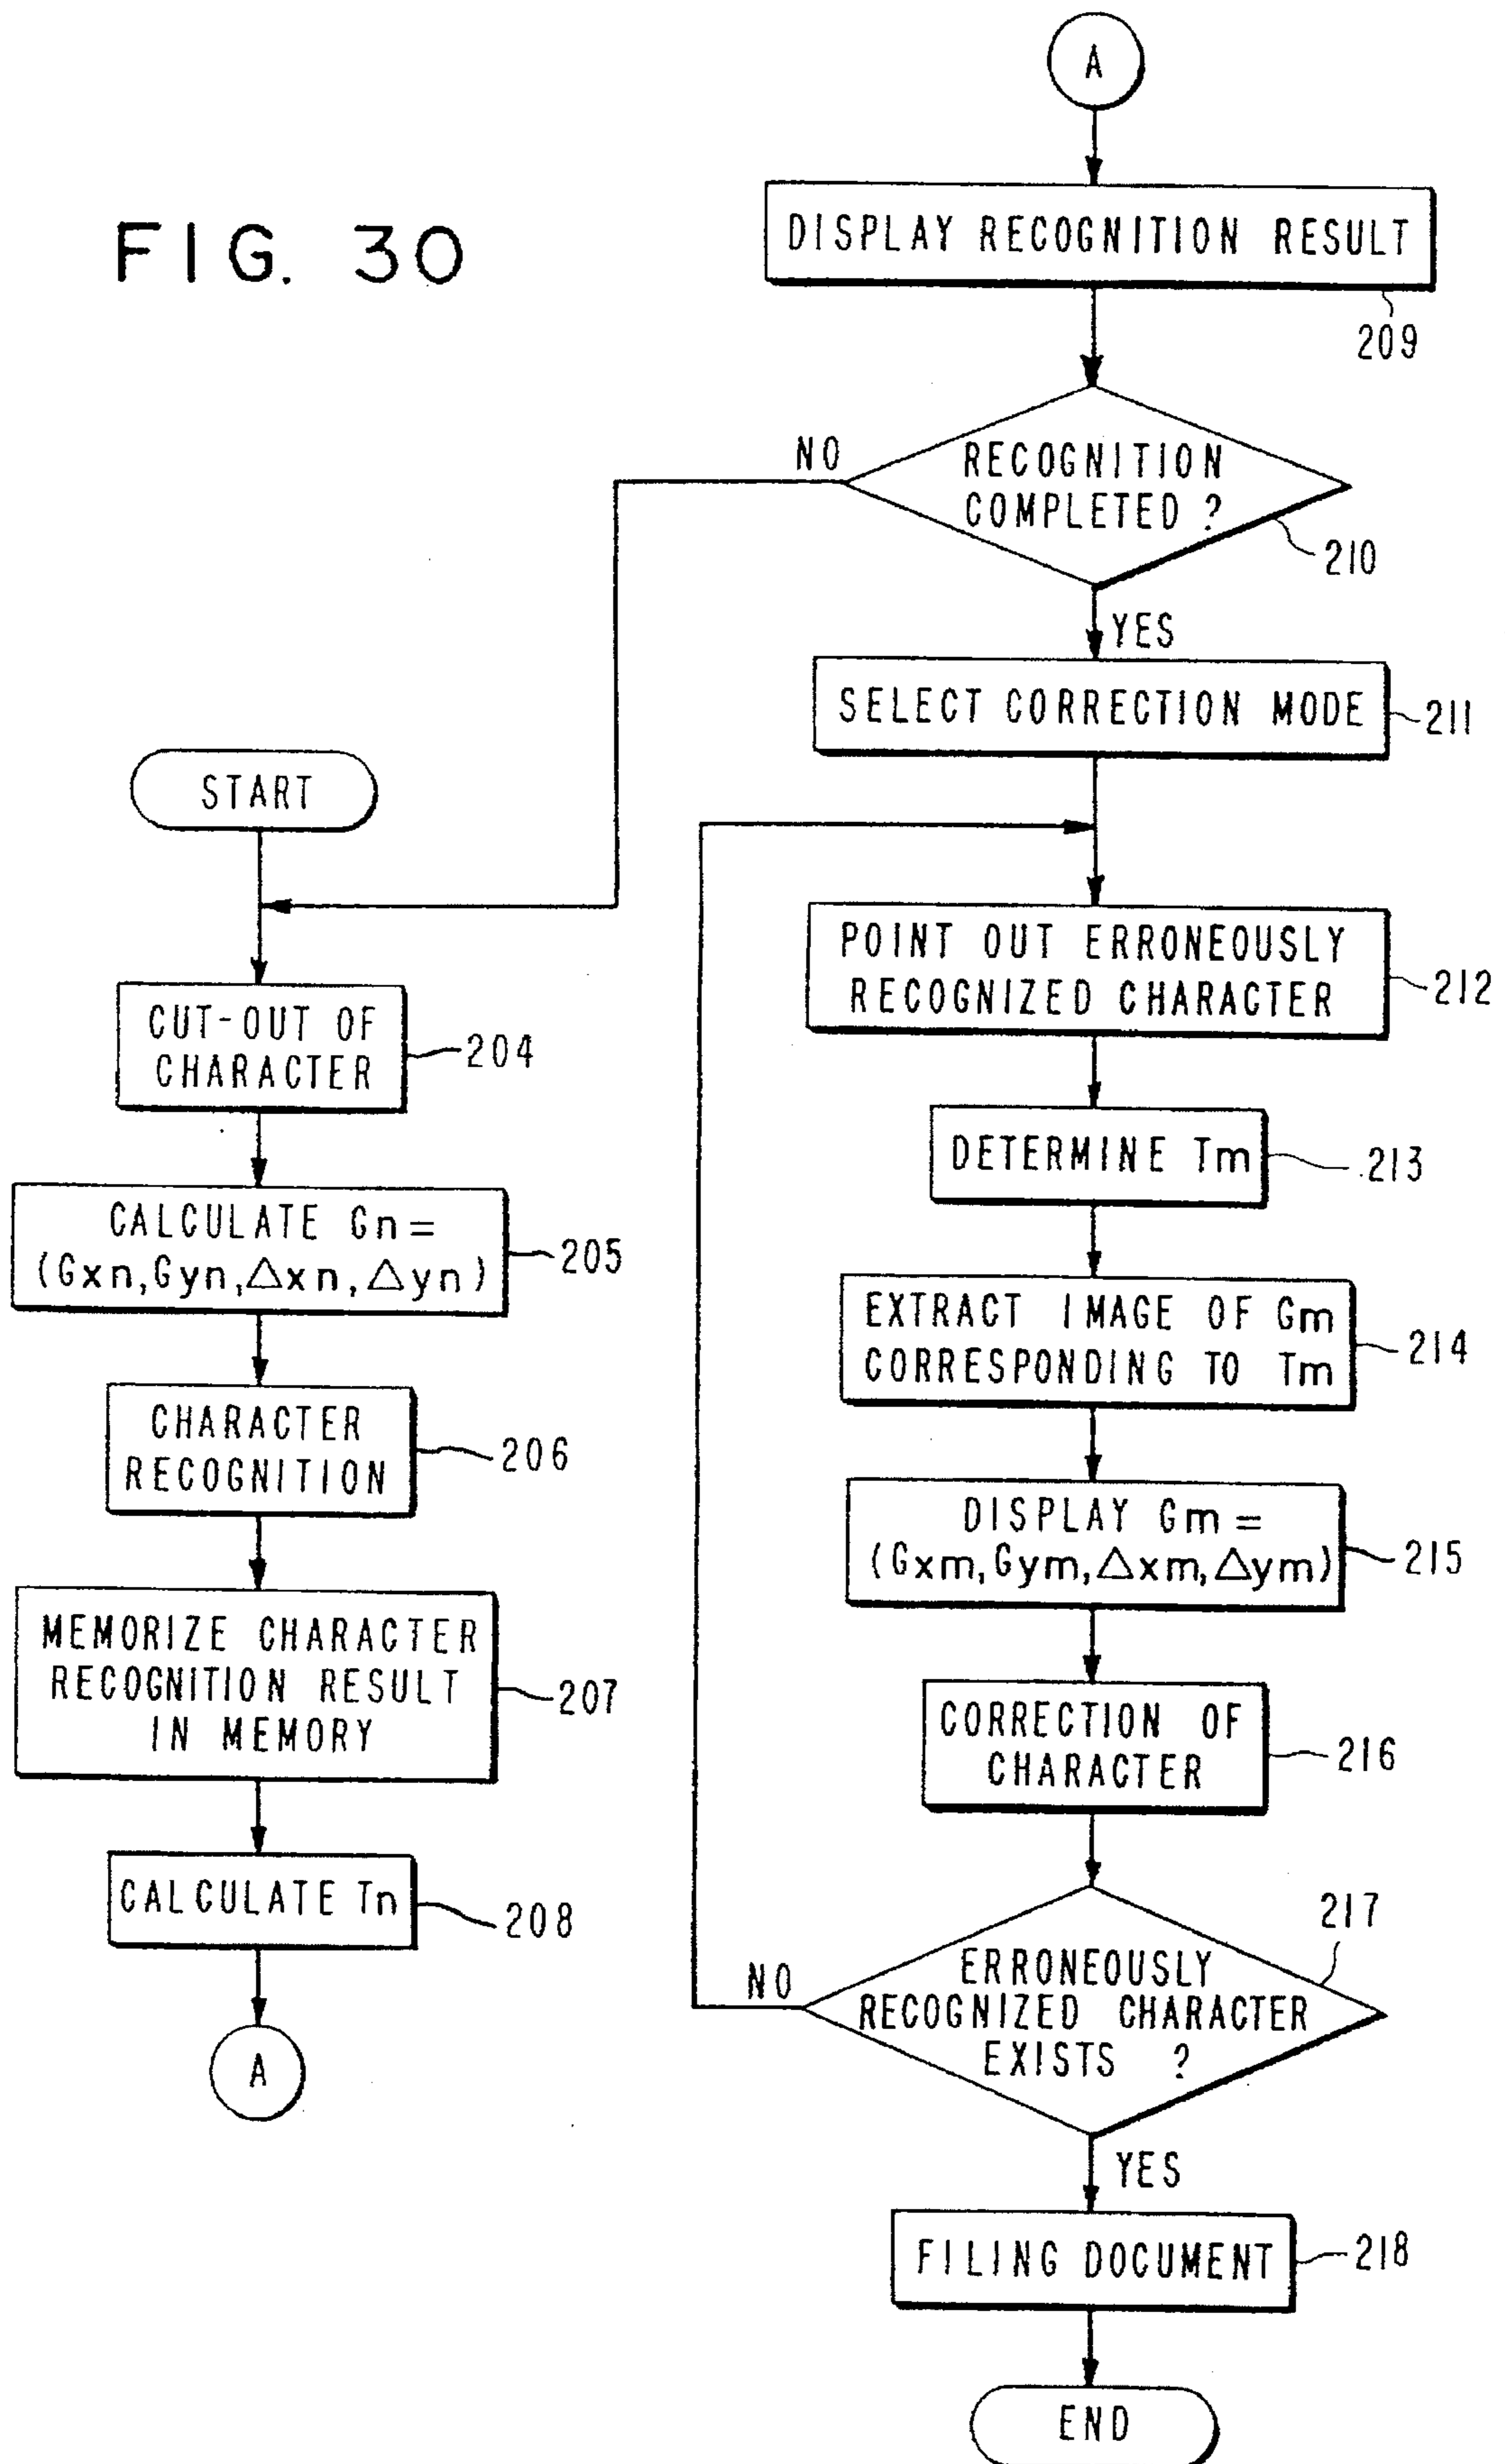 FIG. 30
START
CUT-OUT OF
CHARACTER
204
CALCULATE Gn=
(Gxn, Gyn, △xn, △yn)
205
CHARACTER
RECOGNITION
206
MEMORIZE CHARACTER
RECOGNITION RESULT
IN MEMORY
207
CALCULATE Tn
208
A
A
DISPLAY RECOGNITION RESULT
209
RECOGNITION
COMPLETED ?
210
NO
YES
SELECT CORRECTION MODE
211
POINT OUT ERRONEOUSLY
RECOGNIZED CHARACTER
212
DETERMINE Tm
213
EXTRACT IMAGE OF Gm
CORRESPONDING TO Tm
214
DISPLAY Gm =
(Gxm, Gym, △xm, △ym)
215
CORRECTION OF
CHARACTER
216
217
ERRONEOUSLY
RECOGNIZED CHARACTER
EXISTS ?
NO
YES
FILING DOCUMENT
218
END